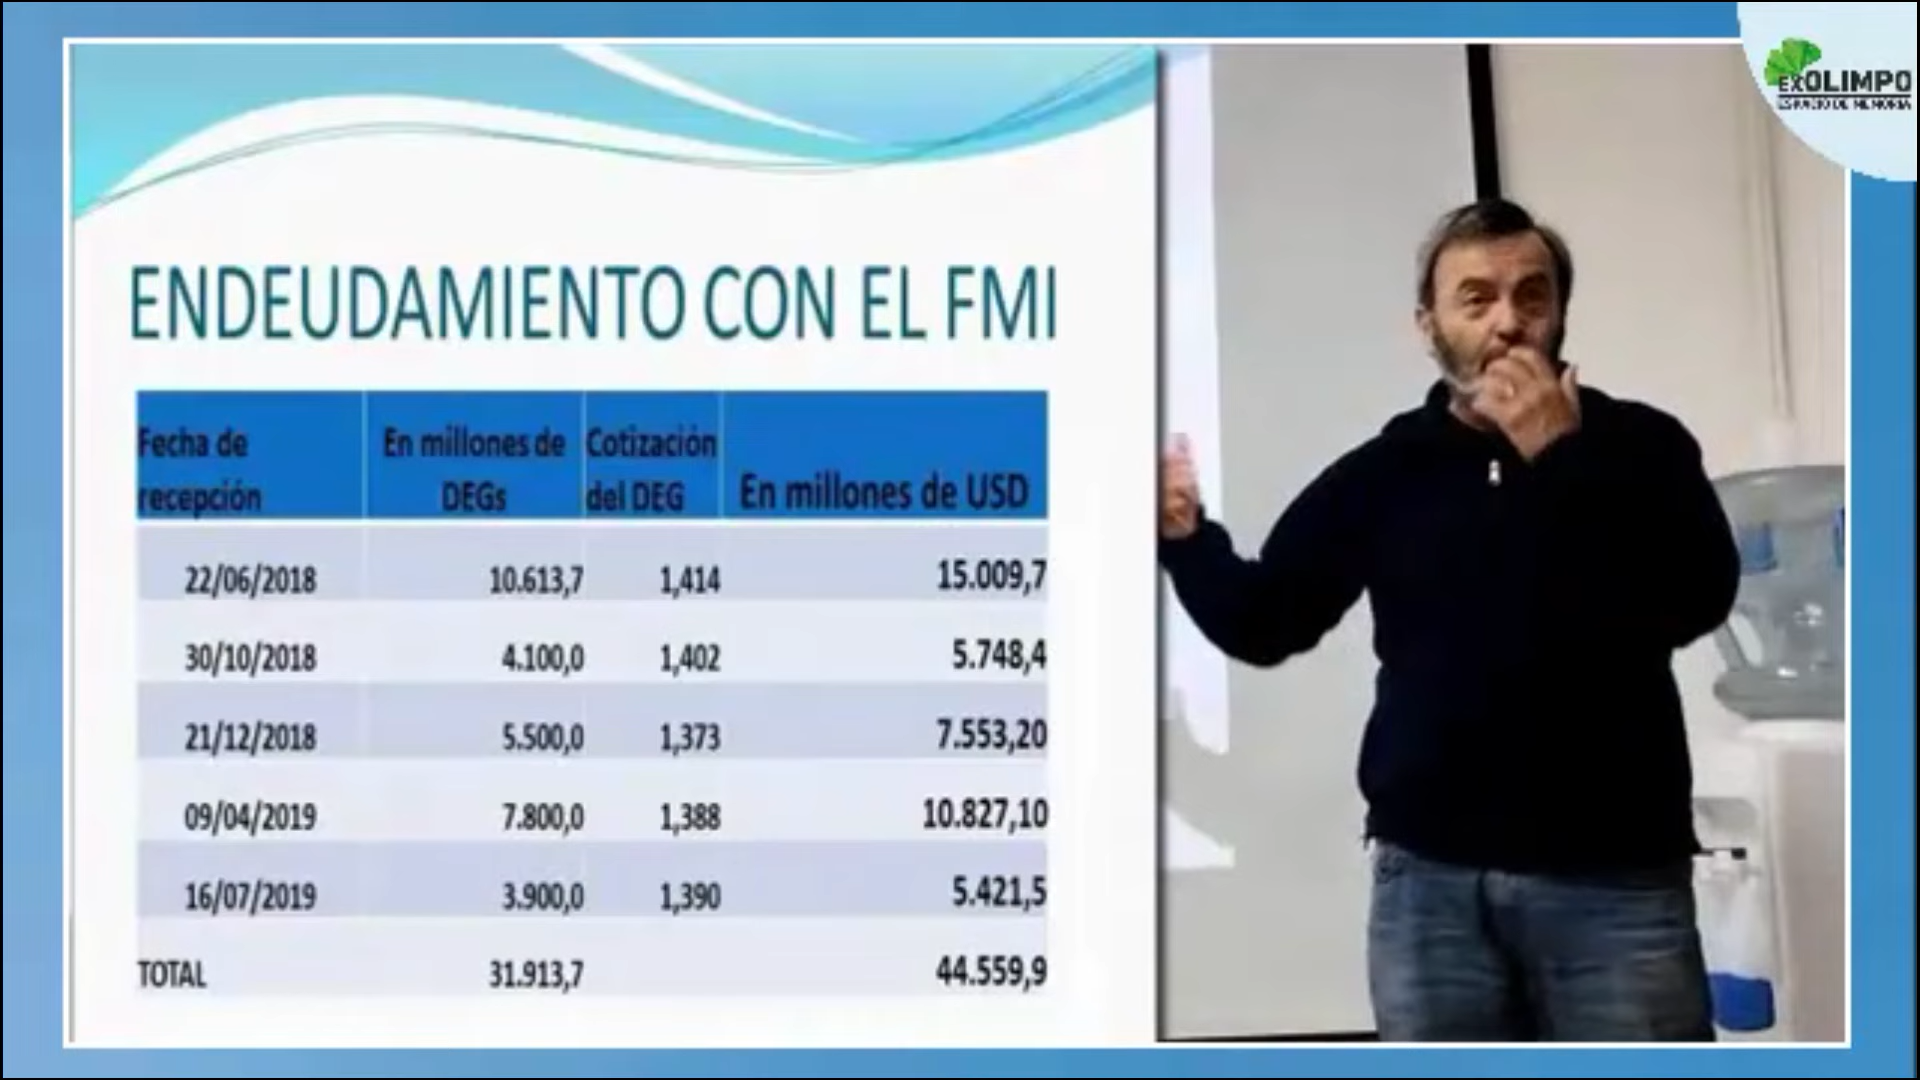 exOLIMPO
ESPACIO DE MEMORIA
ENDEUDAMIENTO CON EL FMI
Fecha de recepción En millones de DEGs Cotización del DEG En millones de USD
22/06/2018 10.613,7 1,414 15.009,7
30/10/2018 4.100,0 1,402 5.748,4
21/12/2018 5.500,0 1,373 7.553,20
09/04/2019 7.800,0 1,388 10.827,10
16/07/2019 3.900,0 1,390 5.421,5
TOTAL 31.913,7 44.559,9